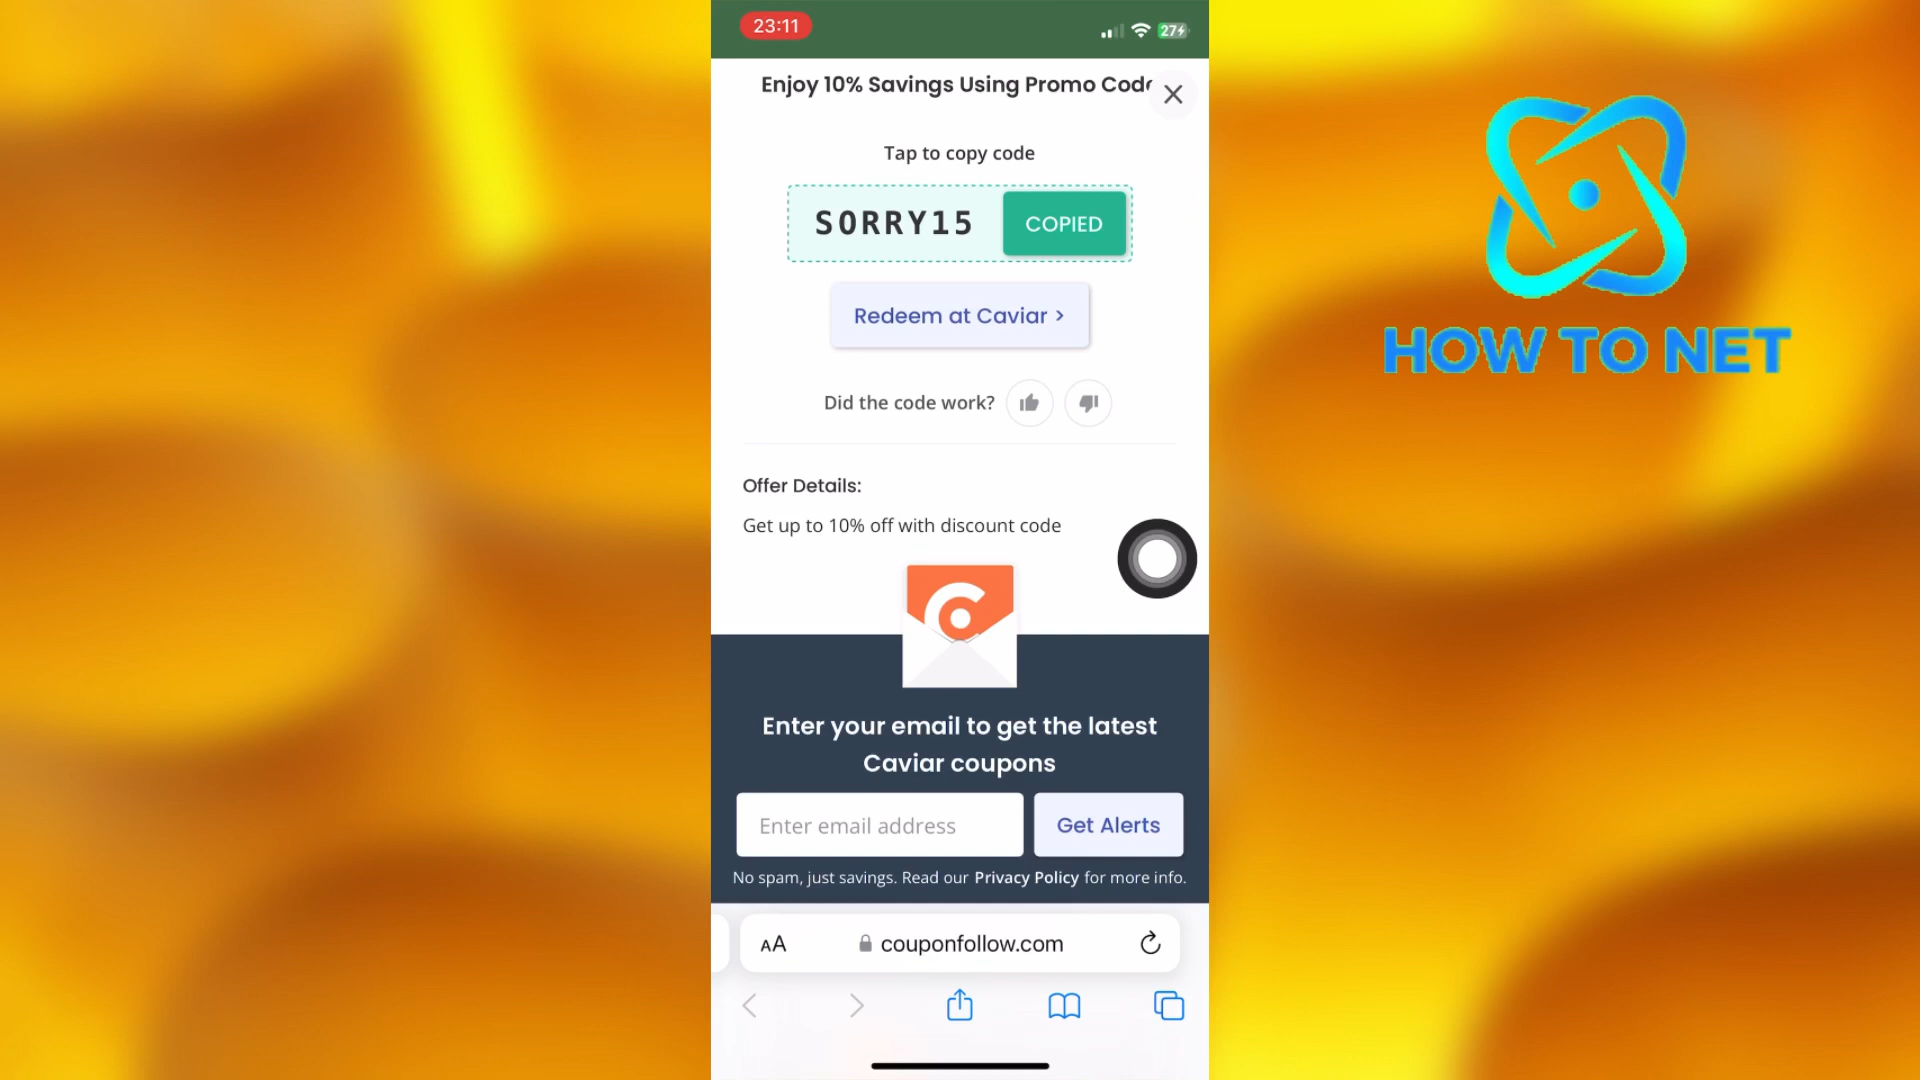 23:11
27
Enjoy 10% Savings Using Promo Code
Tap to copy code
SORRY15
COPIED
Redeem at Caviar >
Did the code work?
Offer Details:
Get up to 10% off with discount code
Enter your email to get the latest
Caviar coupons
Enter email address
Get Alerts
No spam, just savings. Read our Privacy Policy for more info.
AA
couponfollow.com
HOW TO NET